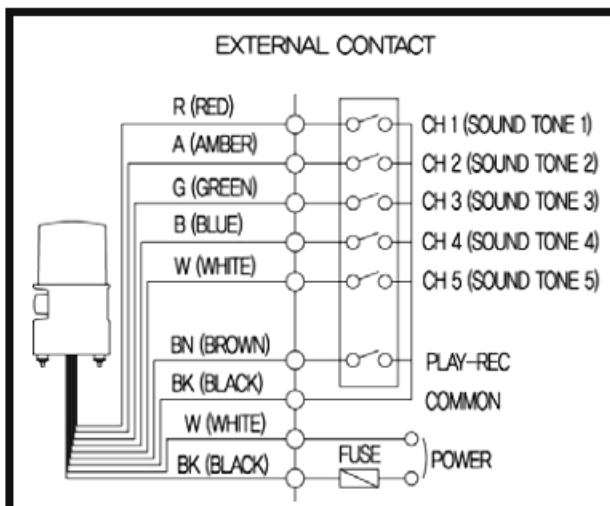 EXTERNAL CONTACT
R (RED)
CH 1 (SOUND TONE 1)
A (AMBER)
CH 2 (SOUND TONE 2)
G (GREEN)
CH 3 (SOUND TONE 3)
B (BLUE)
CH 4 (SOUND TONE 4)
W (WHITE)
CH 5 (SOUND TONE 5)
BN (BROWN)
PLAY-REC
BK (BLACK)
COMMON
W (WHITE)
FUSE
POWER
BK (BLACK)